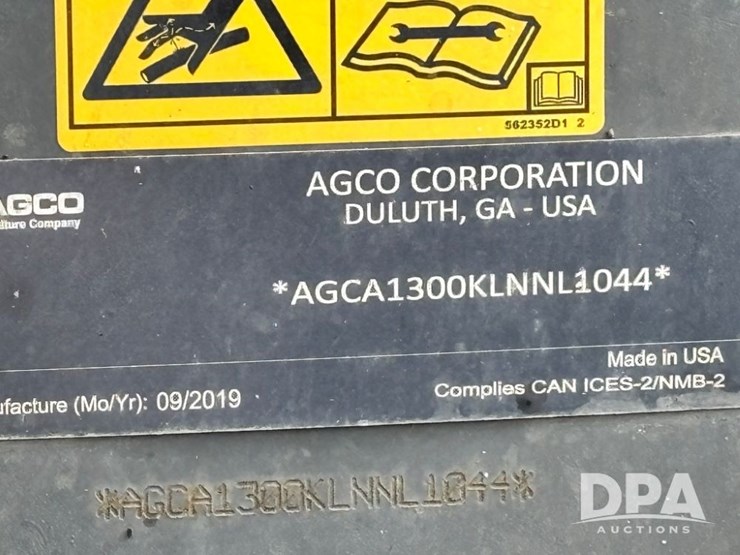 562352D1 2
AGCO CORPORATION
AGCO
DULUTH, GA - USA
Company
*AGCA1300KLNNL1044*
Made in USA
(Mo/Yr): 09/2019
Complies CAN ICES-2/NMB-2
*AGCA1300KLNNL1044*
DPA
AUCTIONS